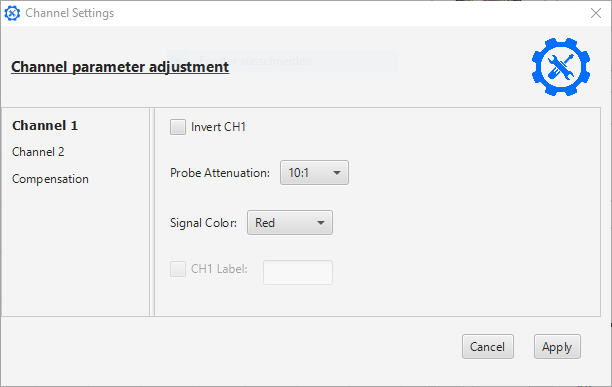 Channel Settings
Channel parameter adjustment
Channel 1
Channel 2
Compensation
Invert CH1
Probe Attenuation: 10:1
Signal Color: Red
CH1 Label:
Cancel Apply